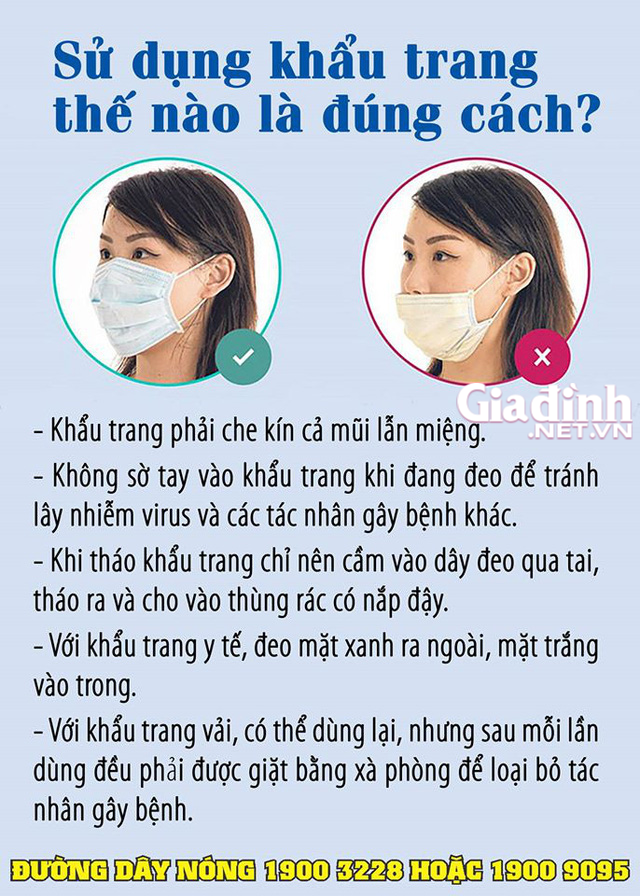 Sử dụng khẩu trang
thế nào là đúng cách?
Giađình
.NET.VN
- Khẩu trang phải che kín cả mũi lẫn miệng.
- Không sờ tay vào khẩu trang khi đang đeo để tránh
lây nhiễm virus và các tác nhân gây bệnh khác.
- Khi tháo khẩu trang chỉ nên cầm vào dây đeo qua tai,
tháo ra và cho vào thùng rác có nắp đậy.
- Với khẩu trang y tế, đeo mặt xanh ra ngoài, mặt trắng
vào trong.
- Với khẩu trang vải, có thể dùng lại, nhưng sau mỗi lần
dùng đều phải được giặt bằng xà phòng để loại bỏ tác
nhân gây bệnh.
ĐƯỜNG DÂY NÓNG 1900 3228 HOẶC 1900 9095